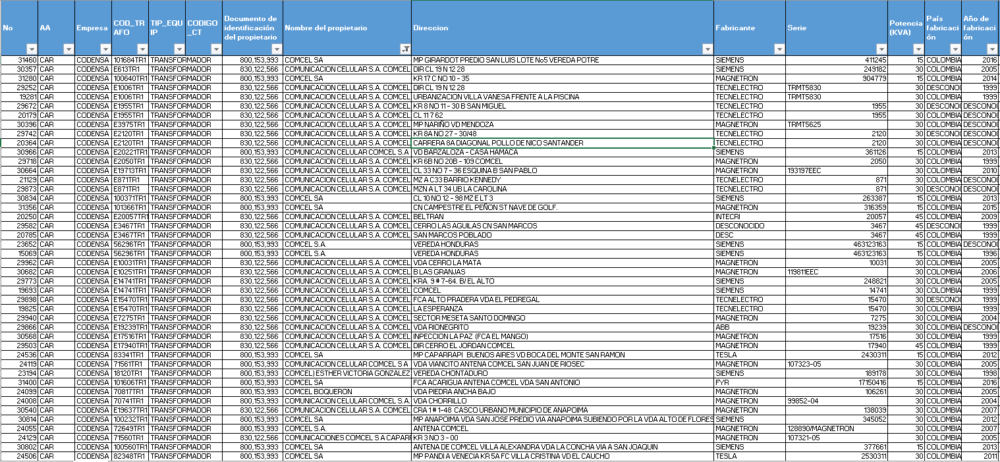 No AA Empresa COD_TRAFO TIP_EQUIP CODIGO_CT Documento de identificación del propietario Nombre del propietario Direccion Fabricante Serie Potencia (KVA) País fabricación Año de fabricación
31460 CAR CODENSA 101684TR1 TRANSFORMADOR 800,153,993 COMCEL SA MP GIRARDOT PREDIO SAN LUIS LOTE No5 VEREDA POTRE SIEMENS 411245 15 COLOMBIA 2016
30357 CAR CODENSA E613TR1 TRANSFORMADOR 830,122,566 COMUNICACION CELULAR S.A. COMCEL DIR CL 19 N 12 28 SIEMENS 249182 30 COLOMBIA 2005
31280 CAR CODENSA 100640TR1 TRANSFORMADOR 800,153,993 COMCEL SA KR 17 C NO 10 - 35 MAGNETRON 904779 15 COLOMBIA 2014
29252 CAR CODENSA E1006TR1 TRANSFORMADOR 830,122,566 COMUNICACION CELULAR S.A. COMCEL DIR CL 19 N 12 28 TECNELECTRO TRMT5830 30 DESCONO 1999
19281 CAR CODENSA E1006TR1 TRANSFORMADOR 830,122,566 COMUNICACION CELULAR S.A. COMCEL URBANIZACION VILLA VANESA FRENTE A LA PISCINA TECNELECTRO TRMT5830 30 COLOMBIA 1999
29672 CAR CODENSA E1955TR1 TRANSFORMADOR 830,122,566 COMUNICACION CELULAR S.A. COMCEL KR 8 NO 11 - 30 B SAN MIGUEL TECNELECTRO 1955 30 DESCONO DESCONO
20179 CAR CODENSA E1955TR1 TRANSFORMADOR 830,122,566 COMUNICACION CELULAR S.A. COMCEL CL 11 7 62 TECNELECTRO 1955 30 COLOMBIA DESCONO
30396 CAR CODENSA E3975TR1 TRANSFORMADOR 830,122,566 COMUNICACION CELULAR S.A. COMCEL MP NARIÑO VD MENDOZA MAGNETRON TRMT5625 30 COLOMBIA DESCONO
29742 CAR CODENSA E2120TR1 TRANSFORMADOR 830,122,566 COMUNICACION CELULAR S.A. COMCEL KR 8A NO 27 - 30/48 TECNELECTRO 2120 30 DESCONO DESCONO
20364 CAR CODENSA E2120TR1 TRANSFORMADOR 830,122,566 COMUNICACION CELULAR S.A. COMCEL CARRERA 8A DIAGONAL POLLO DE NICO SANTANDER TECNELECTRO 2120 30 COLOMBIA DESCONO
30966 CAR CODENSA E20221TR1 TRANSFORMADOR 800,153,993 COMUNICACION CELULAR COMCEL S.A VD BARZALOZA - CASA HAMACA SIEMENS 361126 15 COLOMBIA 2013
29718 CAR CODENSA E2050TR1 TRANSFORMADOR 830,122,566 COMUNICACION CELULAR S.A. COMCEL KR 6B NO 20B - 109 COMCEL MAGNETRON 2050 30 COLOMBIA 1999
30664 CAR CODENSA E19713TR1 TRANSFORMADOR 830,122,566 COMUNICACION CELULAR S.A. COMCEL CL 33 NO 7 - 36 ESQUINA B SAN PABLO MAGNETRON 193197EEC 30 COLOMBIA 2010
21129 CAR CODENSA E871TR1 TRANSFORMADOR 830,122,566 COMUNICACION CELULAR S.A. COMCEL MZ A C33 BARRIO KENNEDY TECNELECTRO 871 30 COLOMBIA DESCONO
29873 CAR CODENSA E871TR1 TRANSFORMADOR 830,122,566 COMUNICACION CELULAR S.A. COMCEL MZN A LT 34 UB LA CAROLINA TECNELECTRO 871 30 DESCONO DESCONO
30834 CAR CODENSA 100371TR1 TRANSFORMADOR 800,153,993 COMCEL SA CL 10 NO 12 - 98 MZ E LT 3 SIEMENS 263387 15 COLOMBIA 2013
31356 CAR CODENSA 101366TR1 TRANSFORMADOR 800,153,993 COMCEL SA CN CAMPESTRE EL PEÑON ST NAVE DE GOLF. MAGNETRON 316359 15 COLOMBIA 2015
20250 CAR CODENSA E20057TR1 TRANSFORMADOR 830,122,566 COMUNICACION CELULAR S.A. COMCEL BELTRAN INTECRI 20057 45 COLOMBIA 2009
29582 CAR CODENSA E3467TR1 TRANSFORMADOR 830,122,566 COMUNICACION CELULAR S.A. COMCEL CERRO LAS AGUILAS CN SAN MARCOS DESCONOCIDO 3467 45 DESCONO 1999
20785 CAR CODENSA E3467TR1 TRANSFORMADOR 830,122,566 COMUNICACION CELULAR S.A. COMCEL SAN MARCOS POBLADO DESC 3467 45 COLOMBIA 1999
23652 CAR CODENSA 56296TR1 TRANSFORMADOR 800,153,993 COMCEL S.A. VEREDA HONDURAS SIEMENS 463123163 15 COLOMBIA DESCONO
15069 CAR CODENSA 56296TR1 TRANSFORMADOR 800,153,993 COMCEL S.A. VEREDA HONDURAS SIEMENS 463123163 15 COLOMBIA 1996
29962 CAR CODENSA E10031TR1 TRANSFORMADOR 830,122,566 COMUNICACION CELULAR S.A. COMCEL VDA CERRO LA MATA MAGNETRON 10031 30 COLOMBIA 2005
30682 CAR CODENSA E10251TR1 TRANSFORMADOR 830,122,566 COMUNICACION CELULAR S.A. COMCEL B LAS GRANJAS MAGNETRON 119811EEC 30 COLOMBIA 2006
29773 CAR CODENSA E14741TR1 TRANSFORMADOR 830,122,566 COMUNICACION CELULAR S.A. COMCEL KRA. 9 # 7-64. B/ EL ALTO SIEMENS 248821 30 COLOMBIA 2005
19693 CAR CODENSA E14741TR1 TRANSFORMADOR 830,122,566 COMUNICACION CELULAR S.A. COMCEL COMCEL SIEMENS 14741 30 COLOMBIA 1999
29898 CAR CODENSA E15470TR1 TRANSFORMADOR 830,122,566 COMUNICACION CELULAR S.A. COMCEL FCA ALTO PRADERA VDA EL PEDREGAL TECNELECTRO 15470 30 DESCONO 1999
19825 CAR CODENSA E15470TR1 TRANSFORMADOR 830,122,566 COMUNICACION CELULAR S.A. COMCEL LA ESPERANZA TECNELECTRO 15470 30 COLOMBIA 1999
29940 CAR CODENSA E7275TR1 TRANSFORMADOR 830,122,566 COMUNICACION CELULAR S.A. COMCEL SECTOR MESETA SANTO DOMINGO MAGNETRON 7275 30 COLOMBIA 2004
29866 CAR CODENSA E19239TR1 TRANSFORMADOR 830,122,566 COMUNICACION CELULAR S.A. COMCEL VDA RIONEGRITO ABB 19239 30 COLOMBIA DESCONO
30568 CAR CODENSA E17516TR1 TRANSFORMADOR 830,122,566 COMUNICACION CELULAR S.A. COMCEL INPECCION LA PAZ (FCA EL MANGO) MAGNETRON 17516 30 COLOMBIA 1999
29503 CAR CODENSA E17940TR1 TRANSFORMADOR 830,122,566 COMUNICACION CELULAR S.A. COMCEL DIR CERRO EL JORDAN COMCEL MAGNETRON 17940 45 COLOMBIA 1999
24536 CAR CODENSA 83341TR1 TRANSFORMADOR 800,153,993 COMCEL SA MP CAPARRAPI BUENOS AIRES VD BOCA DEL MONTE SAN RAMON TESLA 2430311 15 COLOMBIA 2012
24119 CAR CODENSA 71561TR1 TRANSFORMADOR 830,122,566 COMUNICACION CELULAR COMCEL S A VDA VIANCITO ANTENA COMCEL SAN JUAN DE RIOSEC MAGNETRON 107323-05 30 COLOMBIA 2005
23194 CAR CODENSA 18120TR1 TRANSFORMADOR 800,153,993 COMCEL) ESTHER VICTORIA GONZALEZ VEREDA CHONTADURO SIEMENS 189178 30 COLOMBIA 1998
31400 CAR CODENSA 101606TR1 TRANSFORMADOR 800,153,993 COMCEL SA FCA ACARIGUA ANTENA COMCEL VDA SAN ANTONIO FYR 17150416 15 COLOMBIA 2016
24099 CAR CODENSA 70817TR1 TRANSFORMADOR 800,153,993 COMCEL BOQUERON VDA PIEDRA ANCHA BAJO MAGNETRON 106261 30 COLOMBIA 2005
24008 CAR CODENSA 70741TR1 TRANSFORMADOR 800,153,993 COMUNICACION CELULAR COMCEL S.A. VDA CHORRILLO MAGNETRON 99852-04 30 COLOMBIA 2004
30540 CAR CODENSA E19637TR1 TRANSFORMADOR 830,122,566 COMUNICACION CELULAR S.A. COMCEL CRA 1 # 1-48 CASCO URBANO MUNICIPIO DE ANAPOIMA MAGNETRON 138039 30 COLOMBIA 2007
30814 CAR CODENSA 100232TR1 TRANSFORMADOR 800,153,993 COMCEL SA MP ANAPOIMA VDA SAN JOSE PREDIO VIA ANAPOIMA SUBIENDO POR LA VDA ALTO DE FLORES SIEMENS 345052 30 COLOMBIA 2012
24055 CAR CODENSA 72649TR1 TRANSFORMADOR 800,153,993 COMCEL S.A. ANTENA COMCEL MAGNETRON 128890/MAGNETRON 30 COLOMBIA 2007
24129 CAR CODENSA 71560TR1 TRANSFORMADOR 830,122,566 COMUNICACIONES COMCEL S A CAPAR KR 3 NO 3 - 00 MAGNETRON 107321-05 30 COLOMBIA 2005
30802 CAR CODENSA 100560TR1 TRANSFORMADOR 800,153,993 COMCEL SA ANTENA DE COMCEL VILLA ALEXANDRA VDA LA CONCHA VIA A SAN JOAQUIN SIEMENS 377661 15 COLOMBIA 2013
24506 CAR CODENSA 82348TR1 TRANSFORMADOR 800,153,993 COMCEL SA MP PANDI A VENECIA KR 5A FC VILLA CRISTINA VD EL CAUCHO TESLA 2530311 30 COLOMBIA 2011